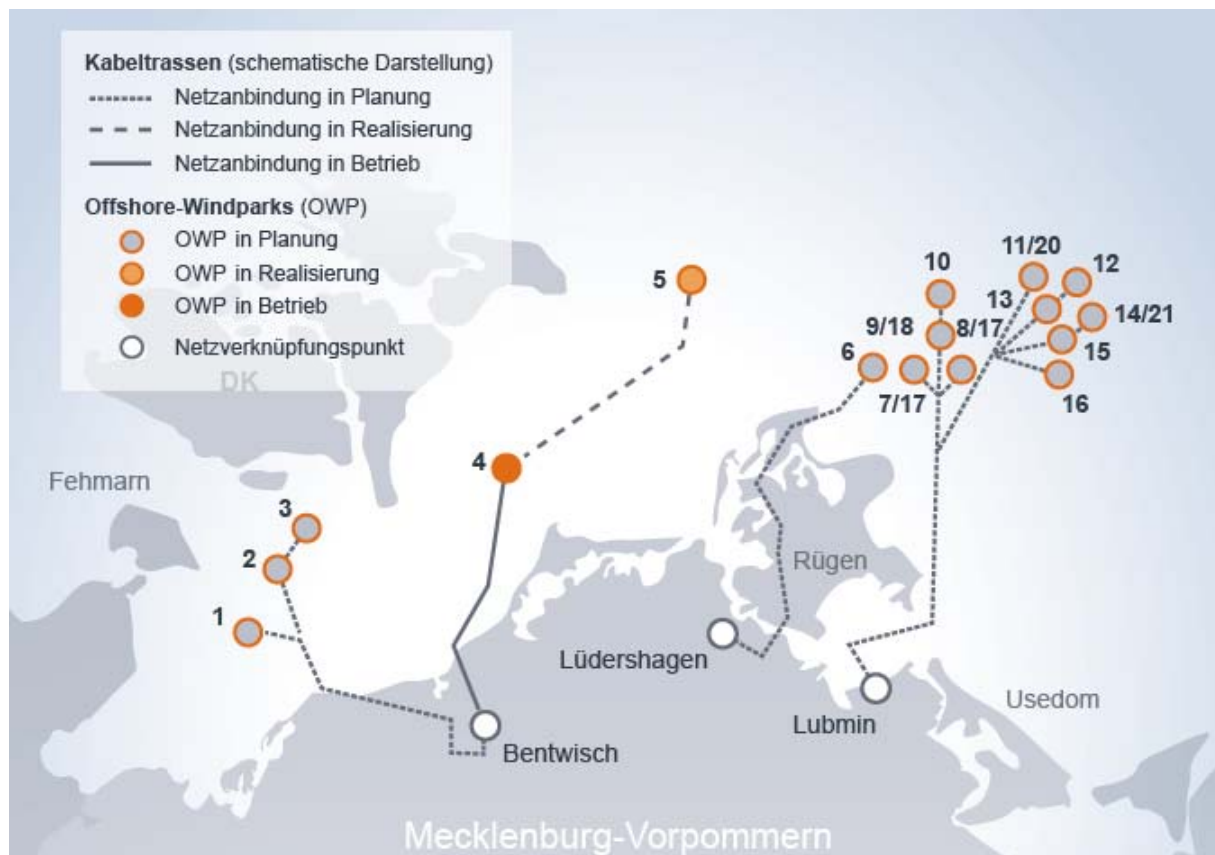 Kabeltrassen (schematische Darstellung)
Netzanbindung in Planung
Netzanbindung in Realisierung
Netzanbindung in Betrieb
Offshore-Windparks (OWP)
OWP in Planung
OWP in Realisierung
OWP in Betrieb
Netzverknüpfungspunkt
DK
Fehmarn
1
2
3
4
5
6
7/17
8/17
9/18
10
11/20
12
13
14/21
15
16
Rügen
Lüdershagen
Lubmin
Usedom
Bentwisch
Mecklenburg-Vorpommern